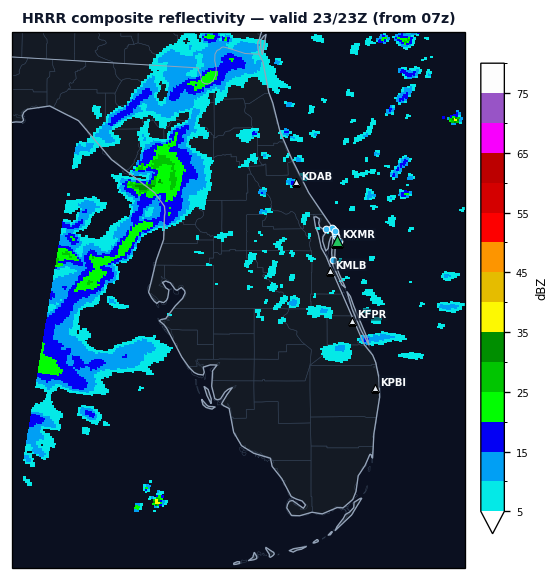 HRRR composite reflectivity — valid 23/23Z (from 07z)
KDAB
KXMR
KMLB
KFPR
KPBI
75
65
55
45
35
25
15
5
dBZ